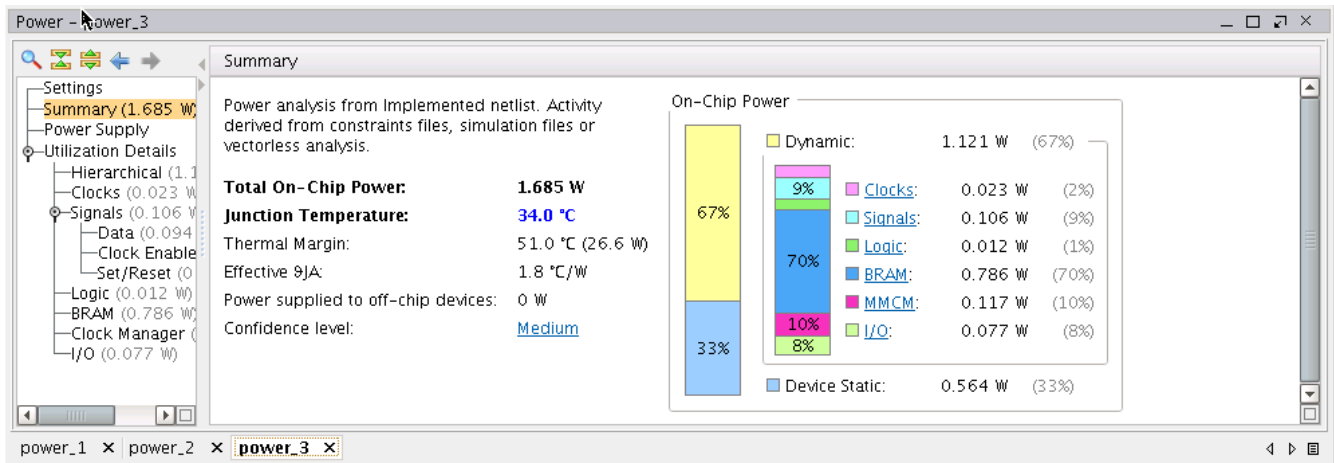 Power - power_3
Summary
Settings
Summary (1.685 W)
Power Supply
Utilization Details
Hierarchical (1.1
Clocks (0.023 W
Signals (0.106 W
Data (0.094
Clock Enable
Set/Reset (0
Logic (0.012 W)
BRAM (0.786 W)
Clock Manager (
I/O (0.077 W)
Power analysis from Implemented netlist. Activity
derived from constraints files, simulation files or
vectorless analysis.
Total On-Chip Power: 1.685 W
Junction Temperature: 34.0 °C
Thermal Margin: 51.0 °C (26.6 W)
Effective ϑJA: 1.8 °C/W
Power supplied to off-chip devices: 0 W
Confidence level: Medium
On-Chip Power
67%
33%
Dynamic: 1.121 W (67%)
9%
70%
10%
8%
Clocks: 0.023 W (2%)
Signals: 0.106 W (9%)
Logic: 0.012 W (1%)
BRAM: 0.786 W (70%)
MMCM: 0.117 W (10%)
I/O: 0.077 W (8%)
Device Static: 0.564 W (33%)
power_1 power_2 power_3